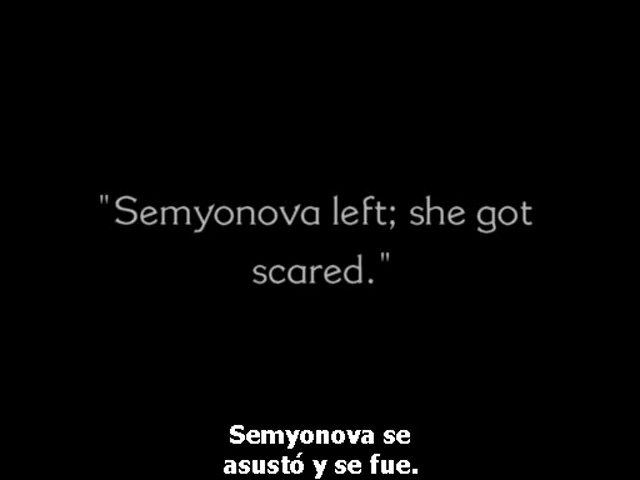 "Semyonova left; she got
scared."
Semyonova se
asustó y se fue.